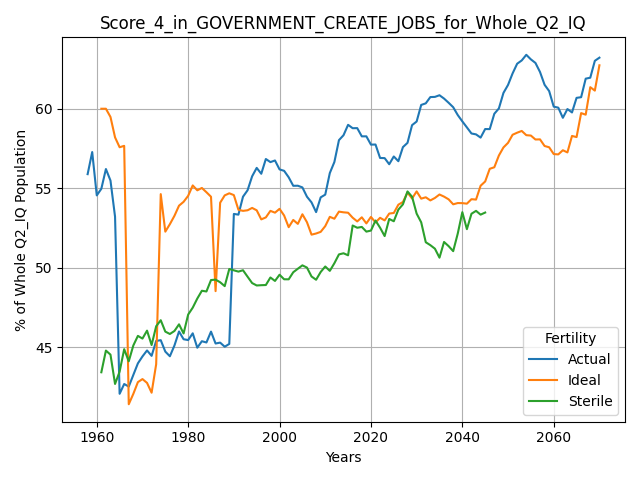 Score_4_in_GOVERNMENT_CREATE_JOBS_for_Whole_Q2_IQ
% of Whole Q2_IQ Population
60
55
50
45
1960 1980 2000 2020 2040 2060
Years
Fertility
Actual
Ideal
Sterile